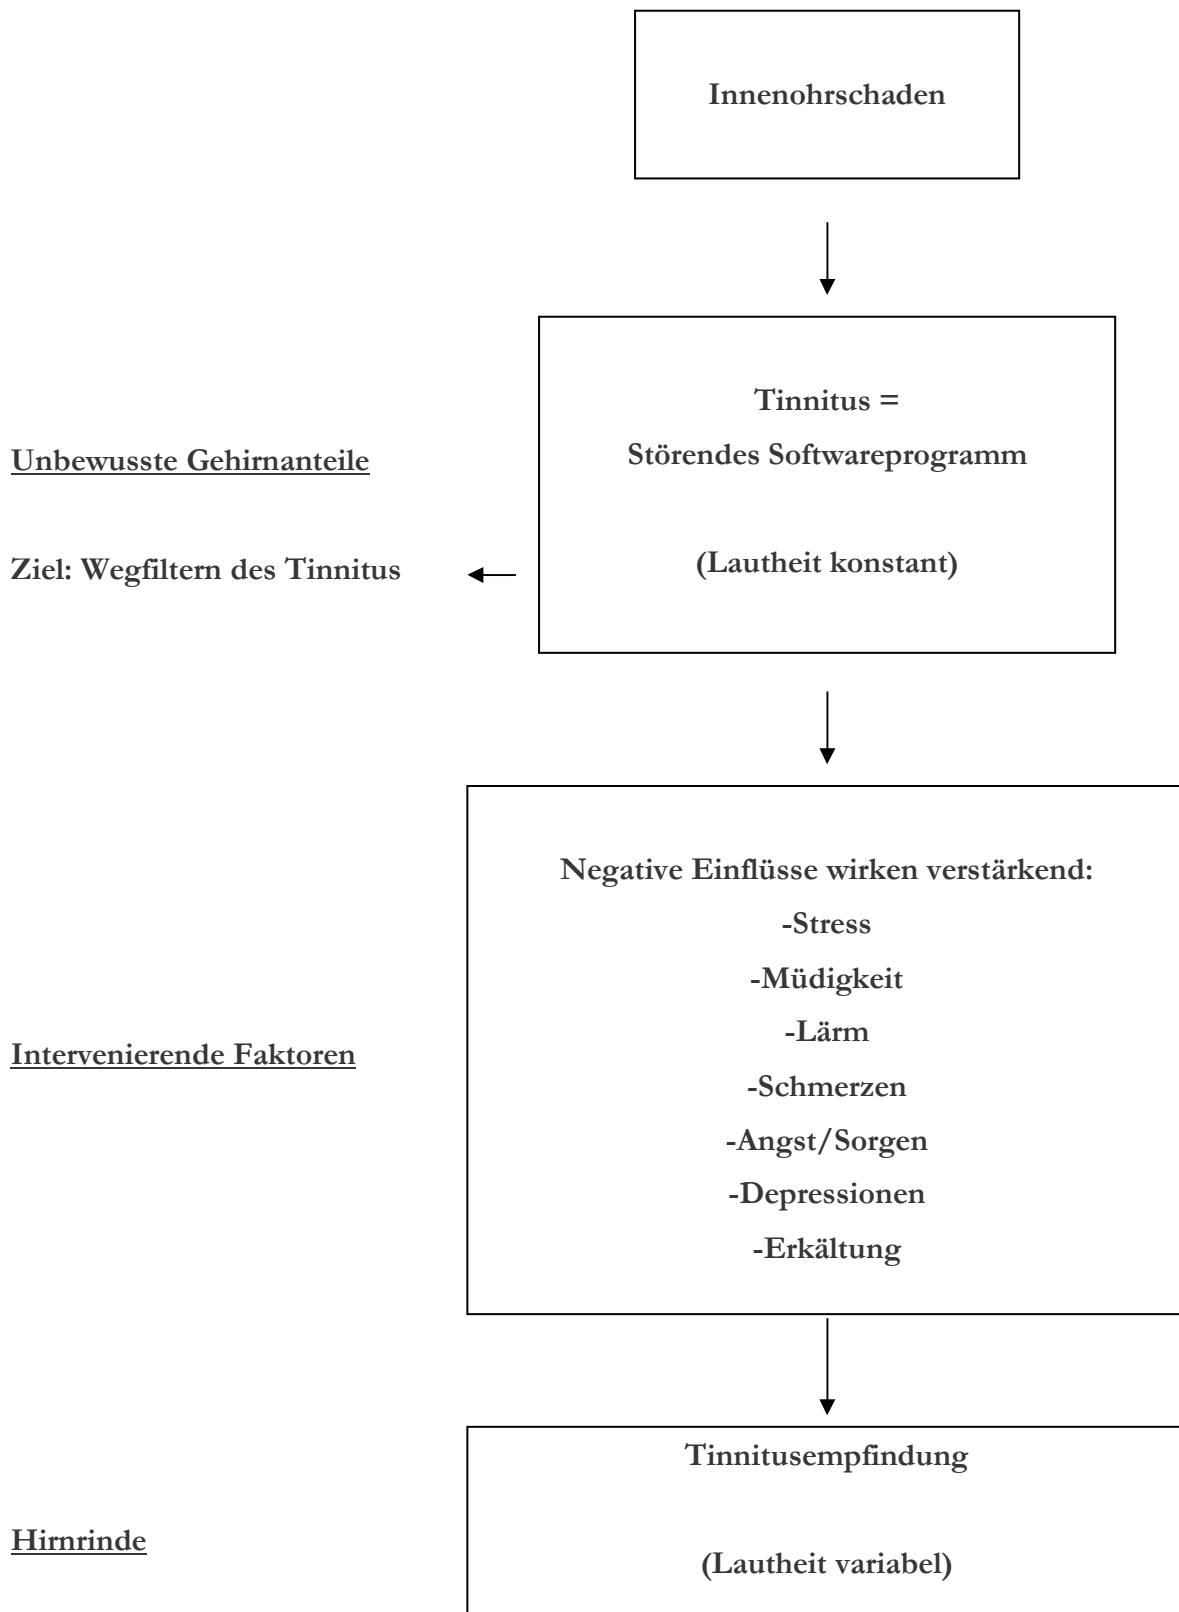 Innenohrschaden
Tinnitus =
Unbewusste Gehirnanteile
Störendes Softwareprogramm
Ziel: Wegfiltern des Tinnitus
(Lautheit konstant)
Negative Einflüsse wirken verstärkend:
-Stress
-Müdigkeit
-Lärm
Intervenierende Faktoren
-Schmerzen
-Angst/Sorgen
-Depressionen
-Erkältung
Tinnitusempfindung
Hirnrinde
(Lautheit variabel)